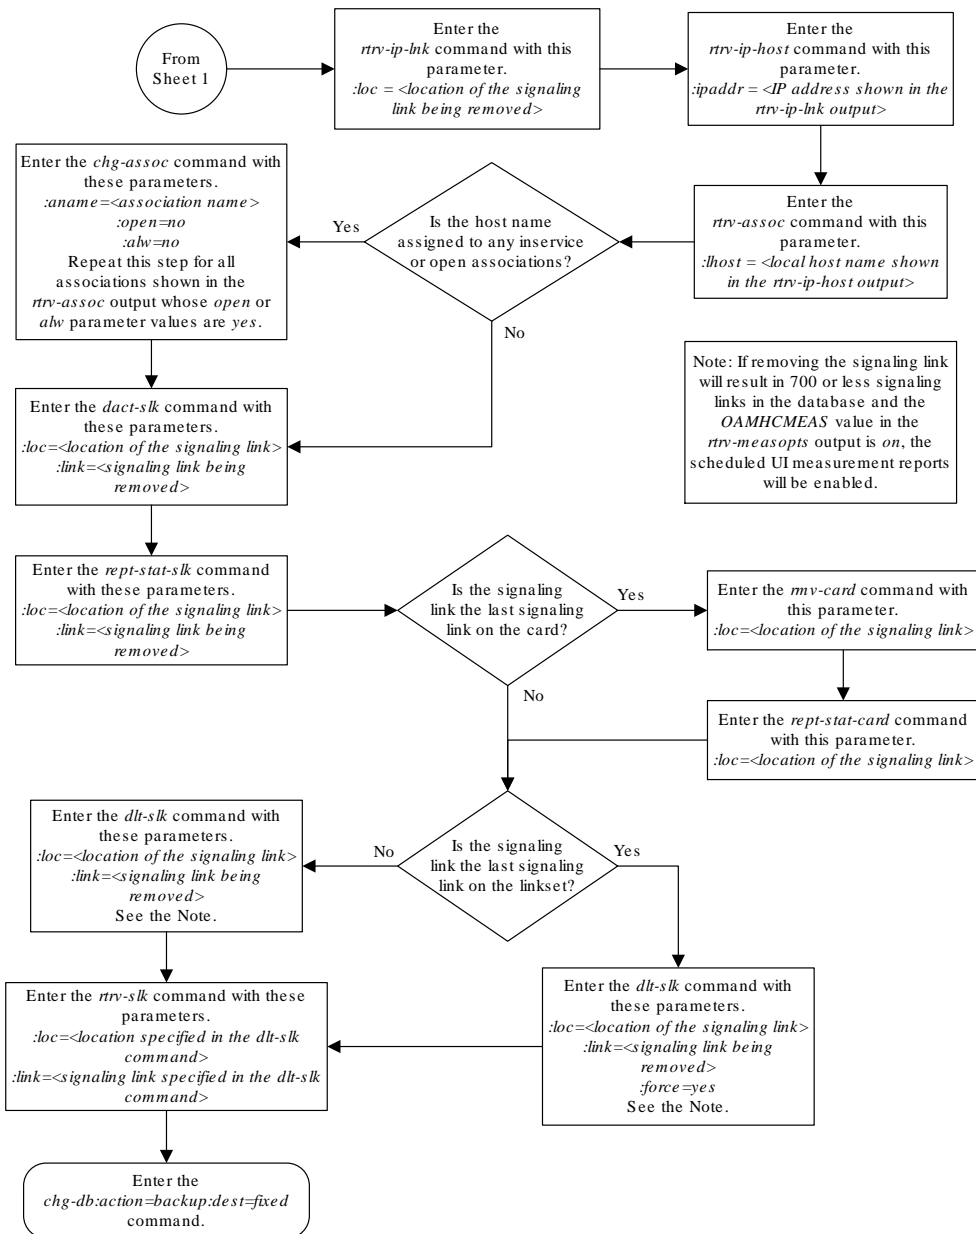 From
Sheet 1
Enter the
rtrv-ip-lnk command with this
parameter.
:loc = <location of the signaling
link being removed>
Enter the
rtrv-ip-host command with this
parameter.
:ipaddr = <IP address shown in the
rtrv-ip-lnk output>
Enter the chg-assoc command with
these parameters.
:aname=<association name>
:open=no
:alw=no
Repeat this step for all
associations shown in the
rtrv-assoc output whose open or
alw parameter values are yes.
Yes
Is the host name
assigned to any inservice
or open associations?
No
Enter the
rtrv-assoc command with this
parameter.
:lhost = <local host name shown
in the rtrv-ip-host output>
Note: If removing the signaling link
will result in 700 or less signaling
links in the database and the
OAMHCMEAS value in the
rtrv-measopts output is on, the
scheduled UI measurement reports
will be enabled.
Enter the dact-slk command with
these parameters.
:loc=<location of the signaling link>
:link=<signaling link being
removed>
Enter the rept-stat-slk command
with these parameters.
:loc=<location of the signaling link>
:link=<signaling link being
removed>
Is the signaling
link the last signaling
link on the card?
Yes
No
Enter the rmv-card command with
this parameter.
:loc=<location of the signaling link>
Enter the rept-stat-card command
with this parameter.
:loc=<location of the signaling link>
Enter the dlt-slk command with
these parameters.
:loc=<location of the signaling link>
:link=<signaling link being
removed>
See the Note.
No
Is the signaling
link the last signaling
link on the linkset?
Yes
Enter the rtrv-slk command with these
parameters.
:loc=<location specified in the dlt-slk
command>
:link=<signaling link specified in the dlt-slk
command>
Enter the dlt-slk command with
these parameters.
:loc=<location of the signaling link>
:link=<signaling link being
removed>
:force=yes
See the Note.
Enter the
chg-db:action=backup:dest=fixed
command.